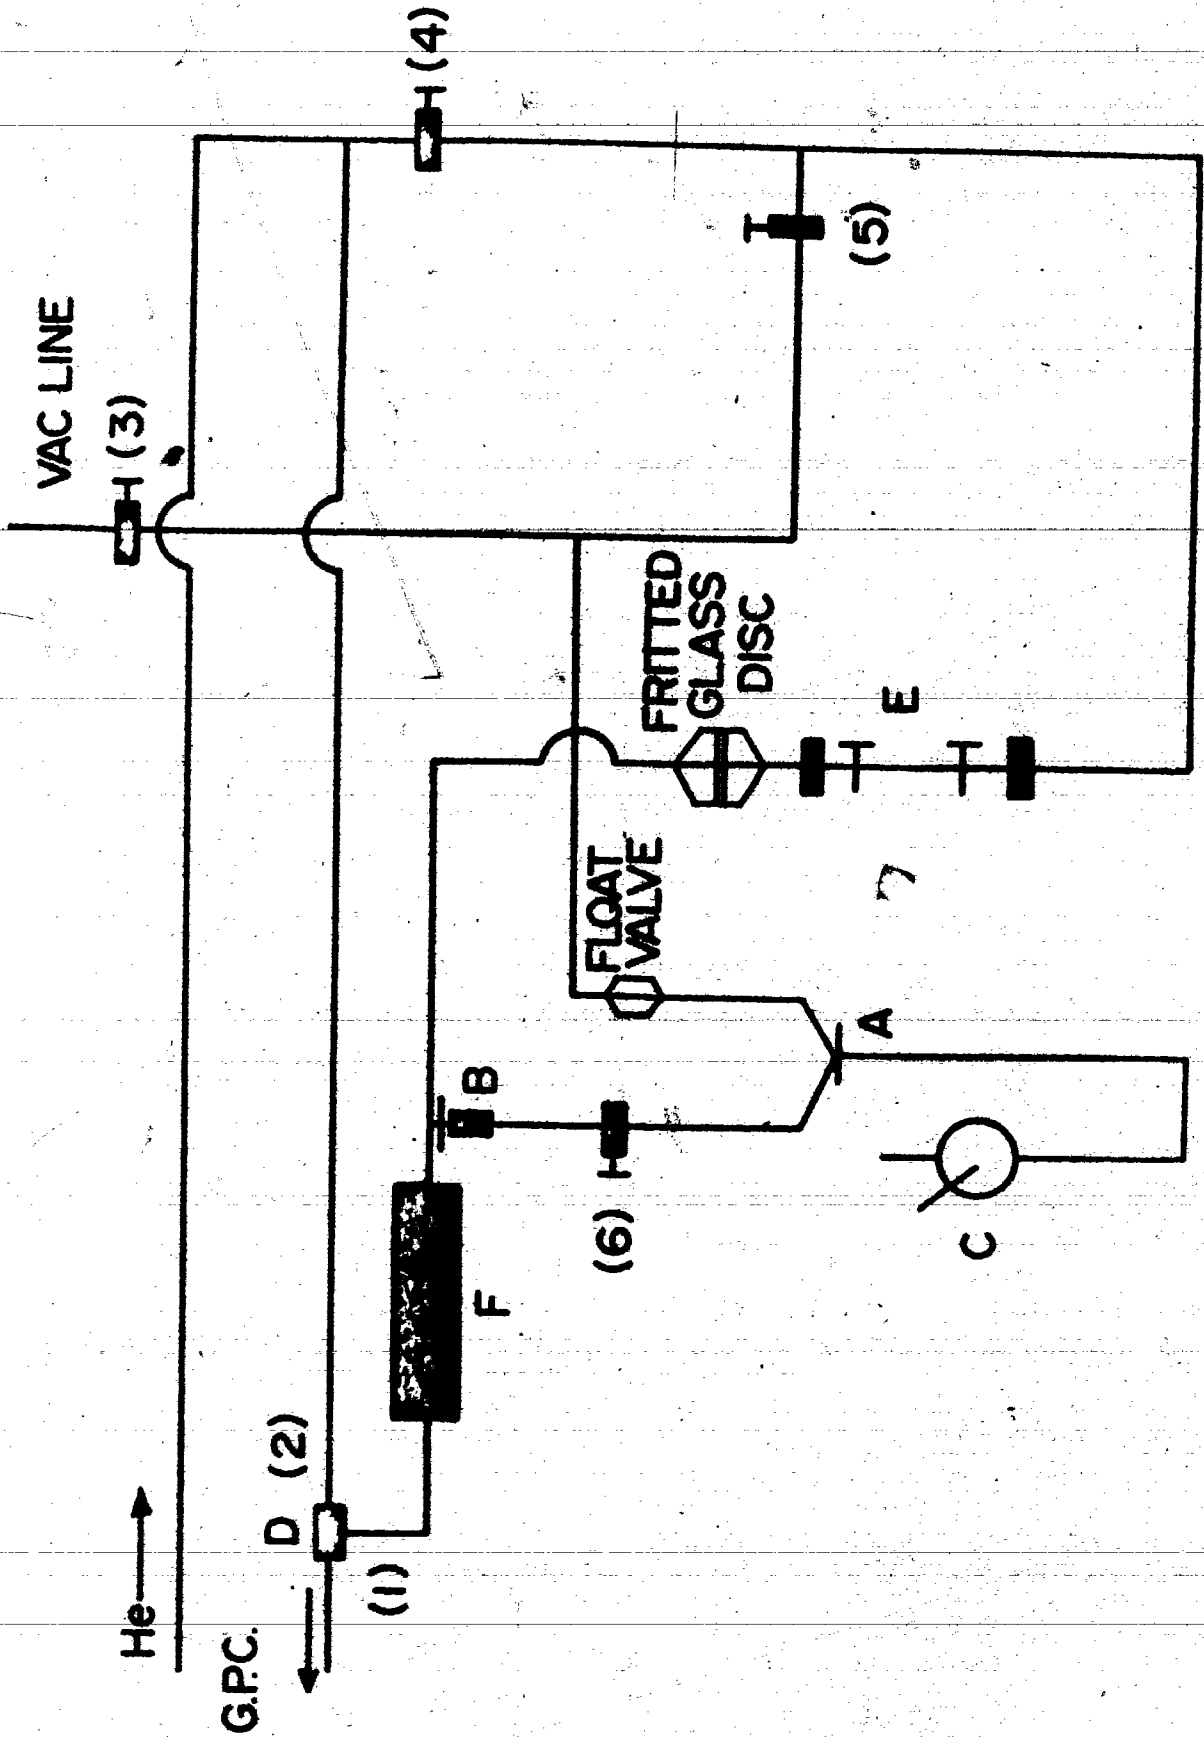 He
G.P.C.
D
(2)
(1)
F
B
(6)
C
A
FLOAT
VALVE
FRITTED
GLASS
DISC
E
VAC LINE
(3)
(4)
(5)